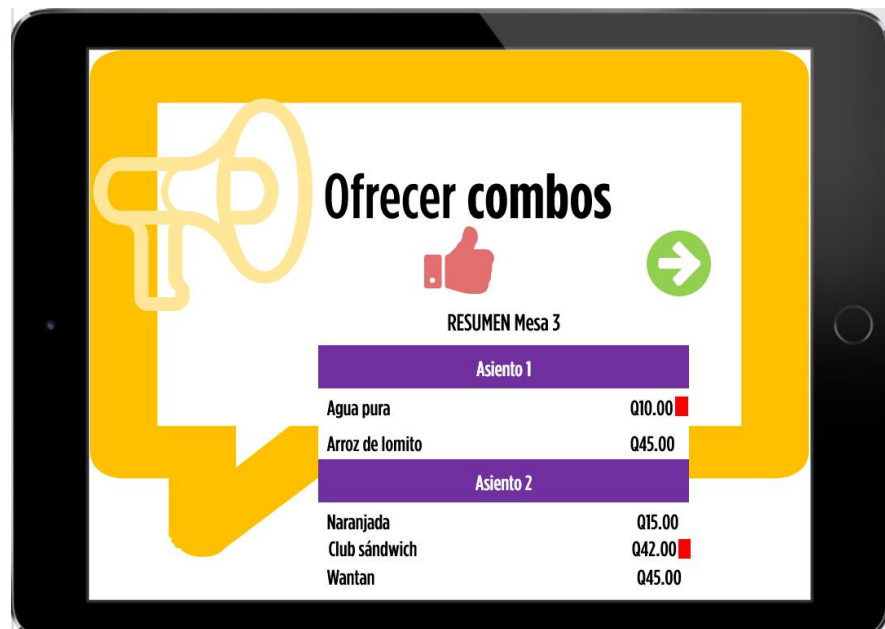 Ofrecer combos
RESUMEN Mesa 3
Asiento 1
Agua pura Q10.00
Arroz de lomito Q45.00
Asiento 2
Naranjada Q15.00
Club sándwich Q42.00
Wantan Q45.00